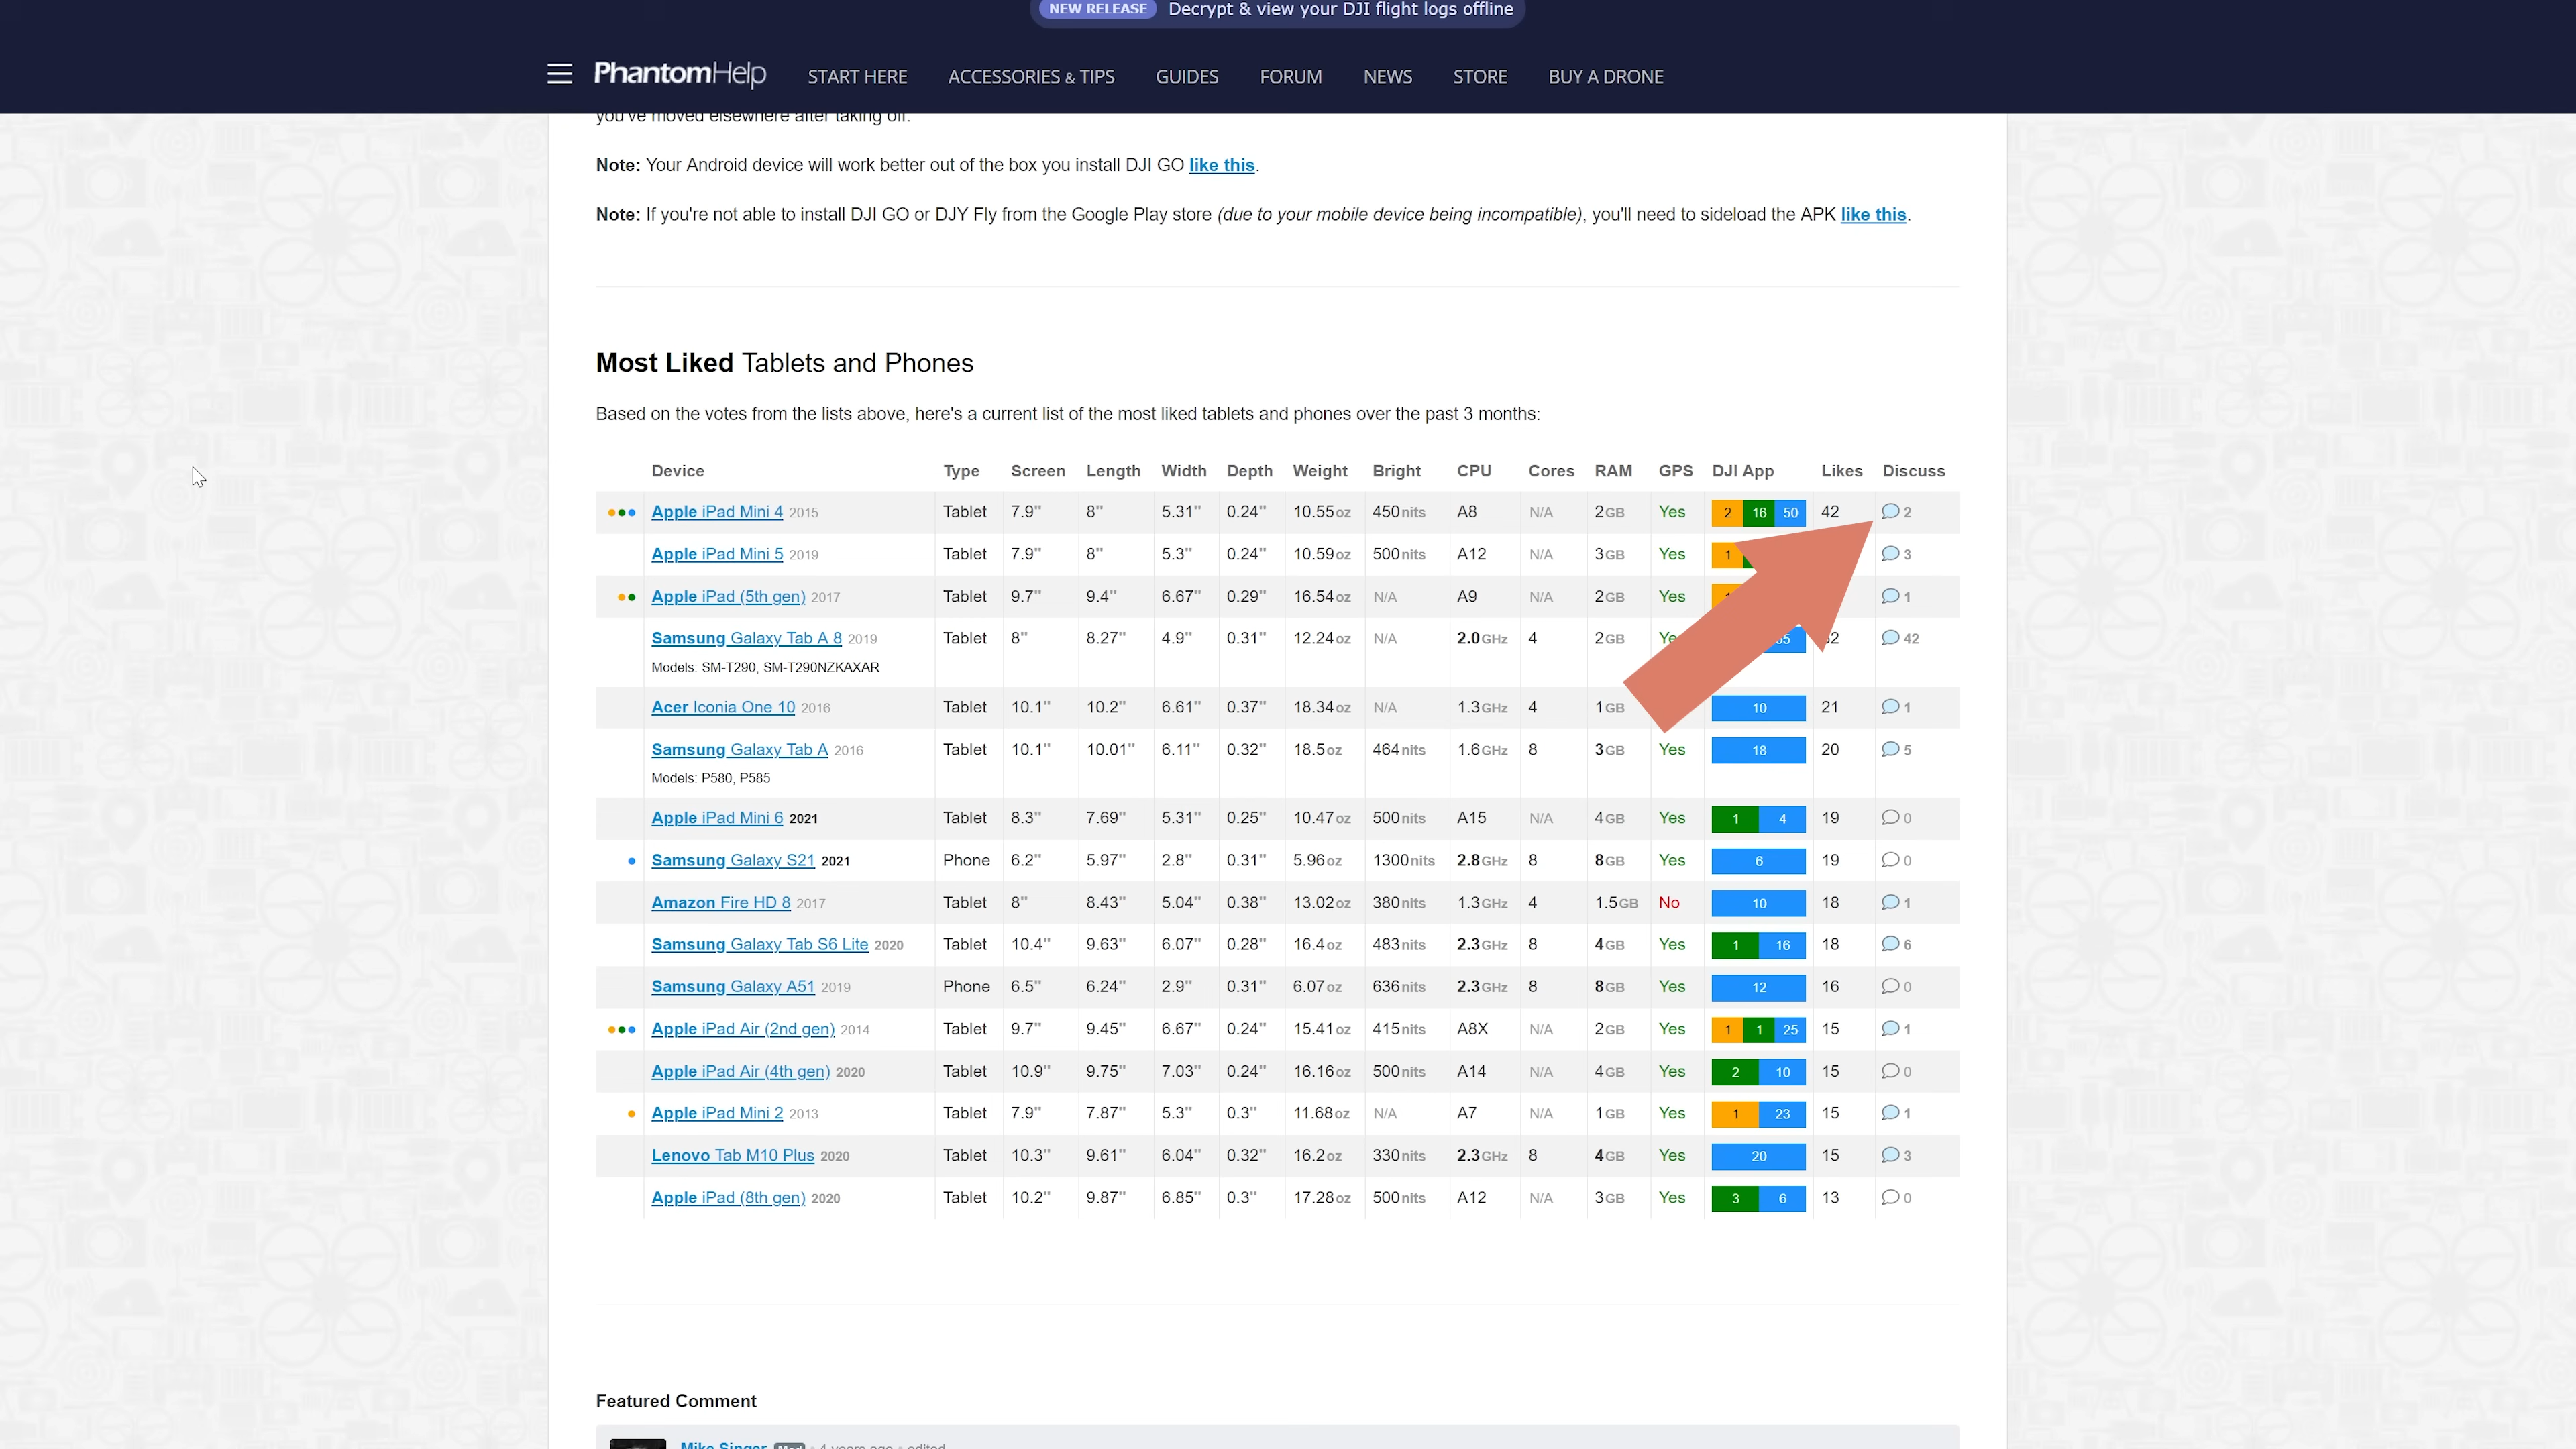 NEW RELEASE Decrypt & view your DJI flight logs offline
PhantomHelp START HERE ACCESSORIES & TIPS GUIDES FORUM NEWS STORE BUY A DRONE
you've moved elsewhere after taking off.
Note: Your Android device will work better out of the box you install DJI GO like this.
Note: If you're not able to install DJI GO or DJY Fly from the Google Play store (due to your mobile device being incompatible), you'll need to sideload the APK like this.
Most Liked Tablets and Phones
Based on the votes from the lists above, here's a current list of the most liked tablets and phones over the past 3 months:
Device Type Screen Length Width Depth Weight Bright CPU Cores RAM GPS DJI App Likes Discuss
Apple iPad Mini 4 2015 Tablet 7.9" 8" 5.31" 0.24" 10.55oz 450nits A8 N/A 2GB Yes 2 16 50 42 2
Apple iPad Mini 5 2019 Tablet 7.9" 8" 5.3" 0.24" 10.59oz 500nits A12 N/A 3GB Yes 1 3
Apple iPad (5th gen) 2017 Tablet 9.7" 9.4" 6.67" 0.29" 16.54oz N/A A9 N/A 2GB Yes 1
Samsung Galaxy Tab A 8 2019 Tablet 8" 8.27" 4.9" 0.31" 12.24oz N/A 2.0GHz 4 2GB 42
Models: SM-T290, SM-T290NZKAXAR
Acer Iconia One 10 2016 Tablet 10.1" 10.2" 6.61" 0.37" 18.34oz N/A 1.3GHz 4 1GB 10 21 1
Samsung Galaxy Tab A 2016 Tablet 10.1" 10.01" 6.11" 0.32" 18.5oz 464nits 1.6GHz 8 3GB Yes 18 20 5
Models: P580, P585
Apple iPad Mini 6 2021 Tablet 8.3" 7.69" 5.31" 0.25" 10.47oz 500nits A15 N/A 4GB Yes 1 4 19 0
Samsung Galaxy S21 2021 Phone 6.2" 5.97" 2.8" 0.31" 5.96oz 1300nits 2.8GHz 8 8GB Yes 6 19 0
Amazon Fire HD 8 2017 Tablet 8" 8.43" 5.04" 0.38" 13.02oz 380nits 1.3GHz 4 1.5GB No 10 18 1
Samsung Galaxy Tab S6 Lite 2020 Tablet 10.4" 9.63" 6.07" 0.28" 16.4oz 483nits 2.3GHz 8 4GB Yes 1 16 18 6
Samsung Galaxy A51 2019 Phone 6.5" 6.24" 2.9" 0.31" 6.07oz 636nits 2.3GHz 8 8GB Yes 12 16 0
Apple iPad Air (2nd gen) 2014 Tablet 9.7" 9.45" 6.67" 0.24" 15.41oz 415nits A8X N/A 2GB Yes 1 1 25 15 1
Apple iPad Air (4th gen) 2020 Tablet 10.9" 9.75" 7.03" 0.24" 16.16oz 500nits A14 N/A 4GB Yes 2 10 15 0
Apple iPad Mini 2 2013 Tablet 7.9" 7.87" 5.3" 0.3" 11.68oz N/A A7 N/A 1GB Yes 1 23 15 1
Lenovo Tab M10 Plus 2020 Tablet 10.3" 9.61" 6.04" 0.32" 16.2oz 330nits 2.3GHz 8 4GB Yes 20 15 3
Apple iPad (8th gen) 2020 Tablet 10.2" 9.87" 6.85" 0.3" 17.28oz 500nits A12 N/A 3GB Yes 3 6 13 0
Featured Comment
Mike Singer Mod • 4 years ago • edited